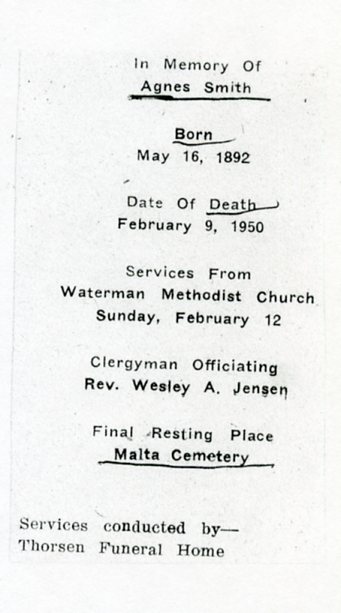 In Memory Of
Agnes Smith
Born
May 16, 1892
Date Of Death
February 9, 1950
Services From
Waterman Methodist Church
Sunday, February 12
Clergyman Officiating
Rev. Wesley A. Jensen
Final Resting Place
Malta Cemetery
Services conducted by—
Thorsen Funeral Home